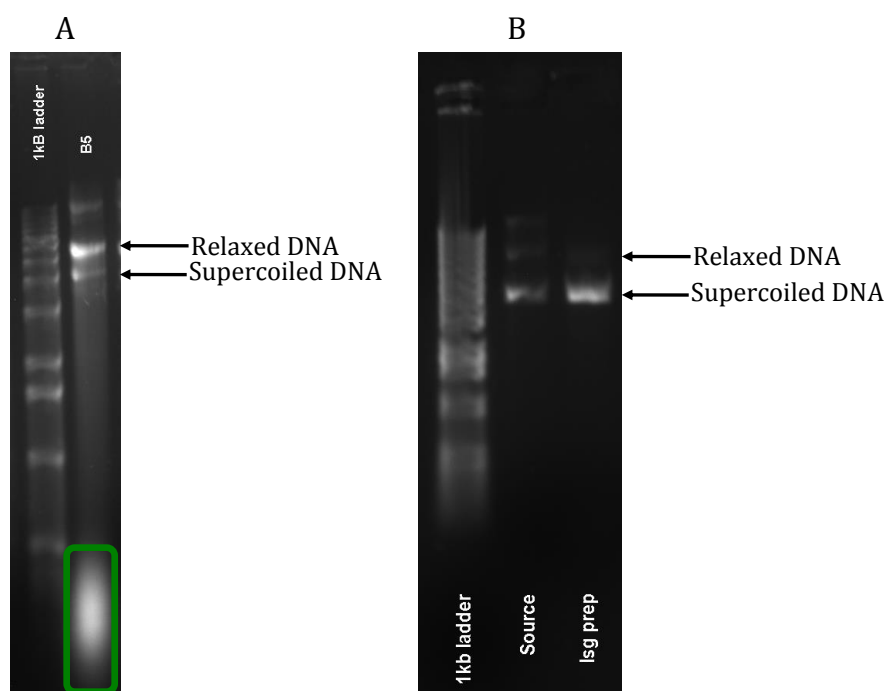 A
1kB ladder
B5
Relaxed DNA
Supercoiled DNA
B
Relaxed DNA
Supercoiled DNA
1kb ladder
Source
lsg prep